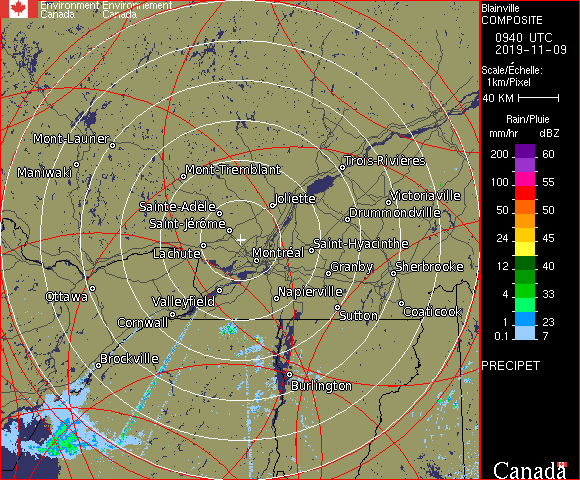 Environment Environnement
Canada Canada
Blainville
COMPOSITE
0940 UTC
2019-11-09
Scale/Échelle:
1km/Pixel
40 KM
Rain/Pluie
mm/hr dBZ
200 60
100 55
50 50
24 45
12 40
4 33
1 23
0.1 7
PRECIPET
Canada
Mont-Laurier
Maniwaki
Mont-Tremblant
Trois-Rivières
Joliette
Victoriaville
Sainte-Adèle
Drummondville
Saint-Jérôme
Lachute
Montréal
Saint-Hyacinthe
Granby
Sherbrooke
Ottawa
Valleyfield
Napierville
Cornwall
Sutton
Coaticook
Brockville
Burlington